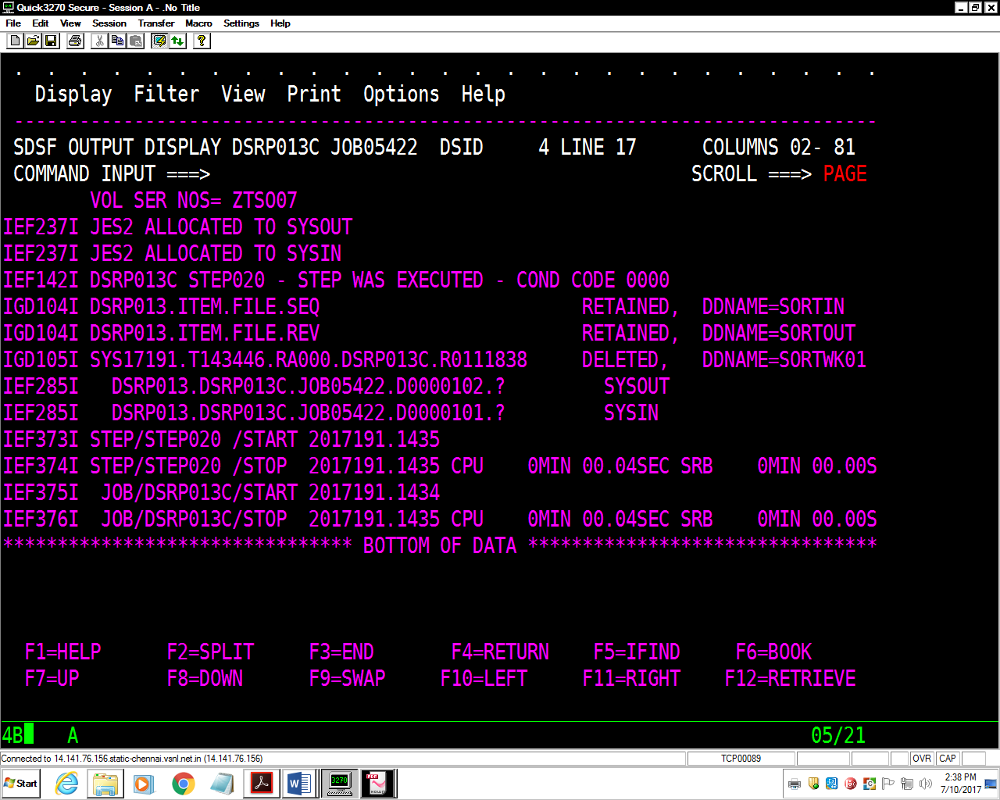 Quick3270 Secure - Session A - .No Title
File Edit View Session Transfer Macro Settings Help
. . . . . . . . . . . . . . . . . . . . . . . . . . .
Display Filter View Print Options Help
-------------------------------------------------------------------------------
SDSF OUTPUT DISPLAY DSRP013C JOB05422 DSID 4 LINE 17 COLUMNS 02- 81
COMMAND INPUT ===> SCROLL ===> PAGE
VOL SER NOS= ZTSO07
IEF237I JES2 ALLOCATED TO SYSOUT
IEF237I JES2 ALLOCATED TO SYSIN
IEF142I DSRP013C STEP020 - STEP WAS EXECUTED - COND CODE 0000
IGD104I DSRP013.ITEM.FILE.SEQ RETAINED, DDNAME=SORTIN
IGD104I DSRP013.ITEM.FILE.REV RETAINED, DDNAME=SORTOUT
IGD105I SYS17191.T143446.RA000.DSRP013C.R0111838 DELETED, DDNAME=SORTWK01
IEF285I DSRP013.DSRP013C.JOB05422.D0000102.? SYSOUT
IEF285I DSRP013.DSRP013C.JOB05422.D0000101.? SYSIN
IEF373I STEP/STEP020 /START 2017191.1435
IEF374I STEP/STEP020 /STOP 2017191.1435 CPU 0MIN 00.04SEC SRB 0MIN 00.00S
IEF375I JOB/DSRP013C/START 2017191.1434
IEF376I JOB/DSRP013C/STOP 2017191.1435 CPU 0MIN 00.04SEC SRB 0MIN 00.00S
******************************** BOTTOM OF DATA ********************************
F1=HELP F2=SPLIT F3=END F4=RETURN F5=IFIND F6=BOOK
F7=UP F8=DOWN F9=SWAP F10=LEFT F11=RIGHT F12=RETRIEVE
4B A 05/21
Connected to 14.141.76.156.static-chennai.vsnl.net.in (14.141.76.156) TCP00089 OVR CAP
Start 3270 PDF 2:38 PM
7/10/2017